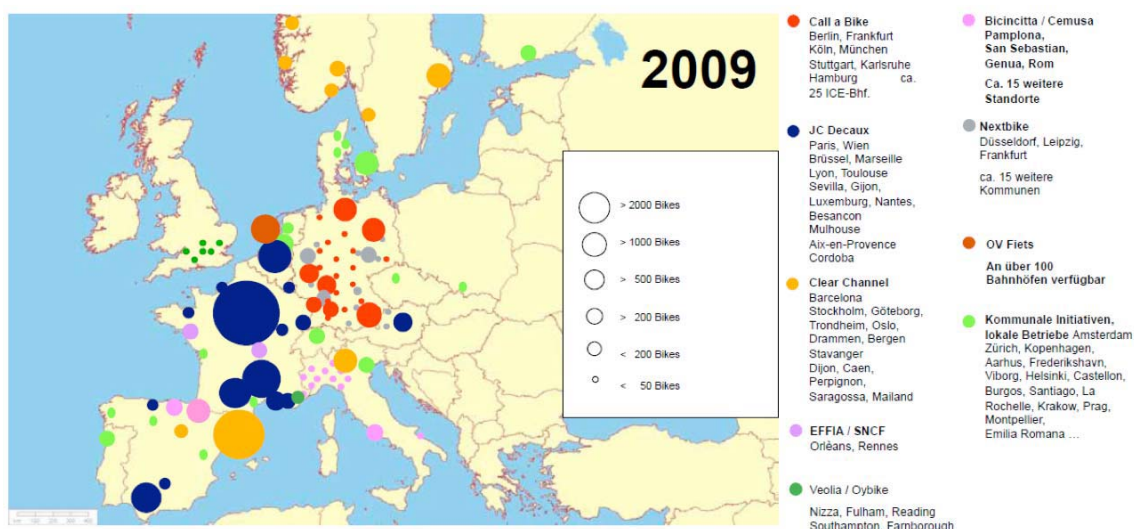 2009
> 2000 Bikes
> 1000 Bikes
> 500 Bikes
> 200 Bikes
< 200 Bikes
< 50 Bikes
Call a Bike
Berlin, Frankfurt
Köln, München
Stuttgart, Karlsruhe
Hamburg ca.
25 ICE-Bhf.
JC Decaux
Paris, Wien
Brüssel, Marseille
Lyon, Toulouse
Sevilla, Gijon,
Luxemburg, Nantes,
Besancon
Mulhouse
Aix-en-Provence
Cordoba
Clear Channel
Barcelona
Stockholm, Göteborg,
Trondheim, Oslo,
Drammen, Bergen
Stavanger
Dijon, Caen,
Perpignon,
Saragossa, Mailand
EFFIA / SNCF
Orlèans, Rennes
Veolia / Oybike
Nizza, Fulham, Reading
Southampton, Farnborough
Bicincitta / Cemusa
Pamplona,
San Sebastian,
Genua, Rom
Ca. 15 weitere
Standorte
Nextbike
Düsseldorf, Leipzig,
Frankfurt
ca. 15 weitere
Kommunen
OV Fiets
An über 100
Bahnhöfen verfügbar
Kommunale Initiativen,
lokale Betriebe Amsterdam
Zürich, Kopenhagen,
Aarhus, Frederikshavn,
Viborg, Helsinki, Castellon,
Burgos, Santiago, La
Rochelle, Krakow, Prag,
Montpellier,
Emilia Romana ...